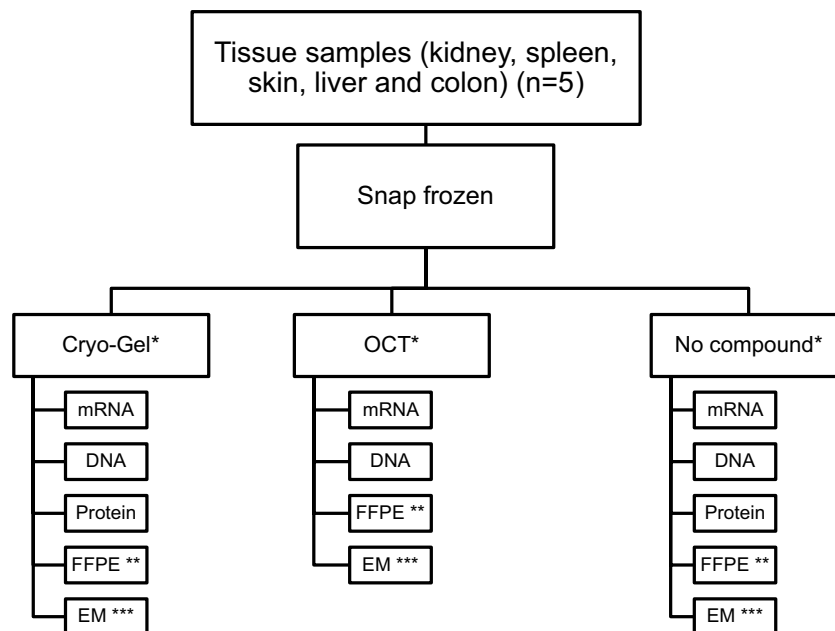 Tissue samples (kidney, spleen,
skin, liver and colon) (n=5)
Snap frozen
Cryo-Gel*
mRNA
DNA
Protein
FFPE **
EM ***
OCT*
mRNA
DNA
FFPE **
EM ***
No compound*
mRNA
DNA
Protein
FFPE **
EM ***